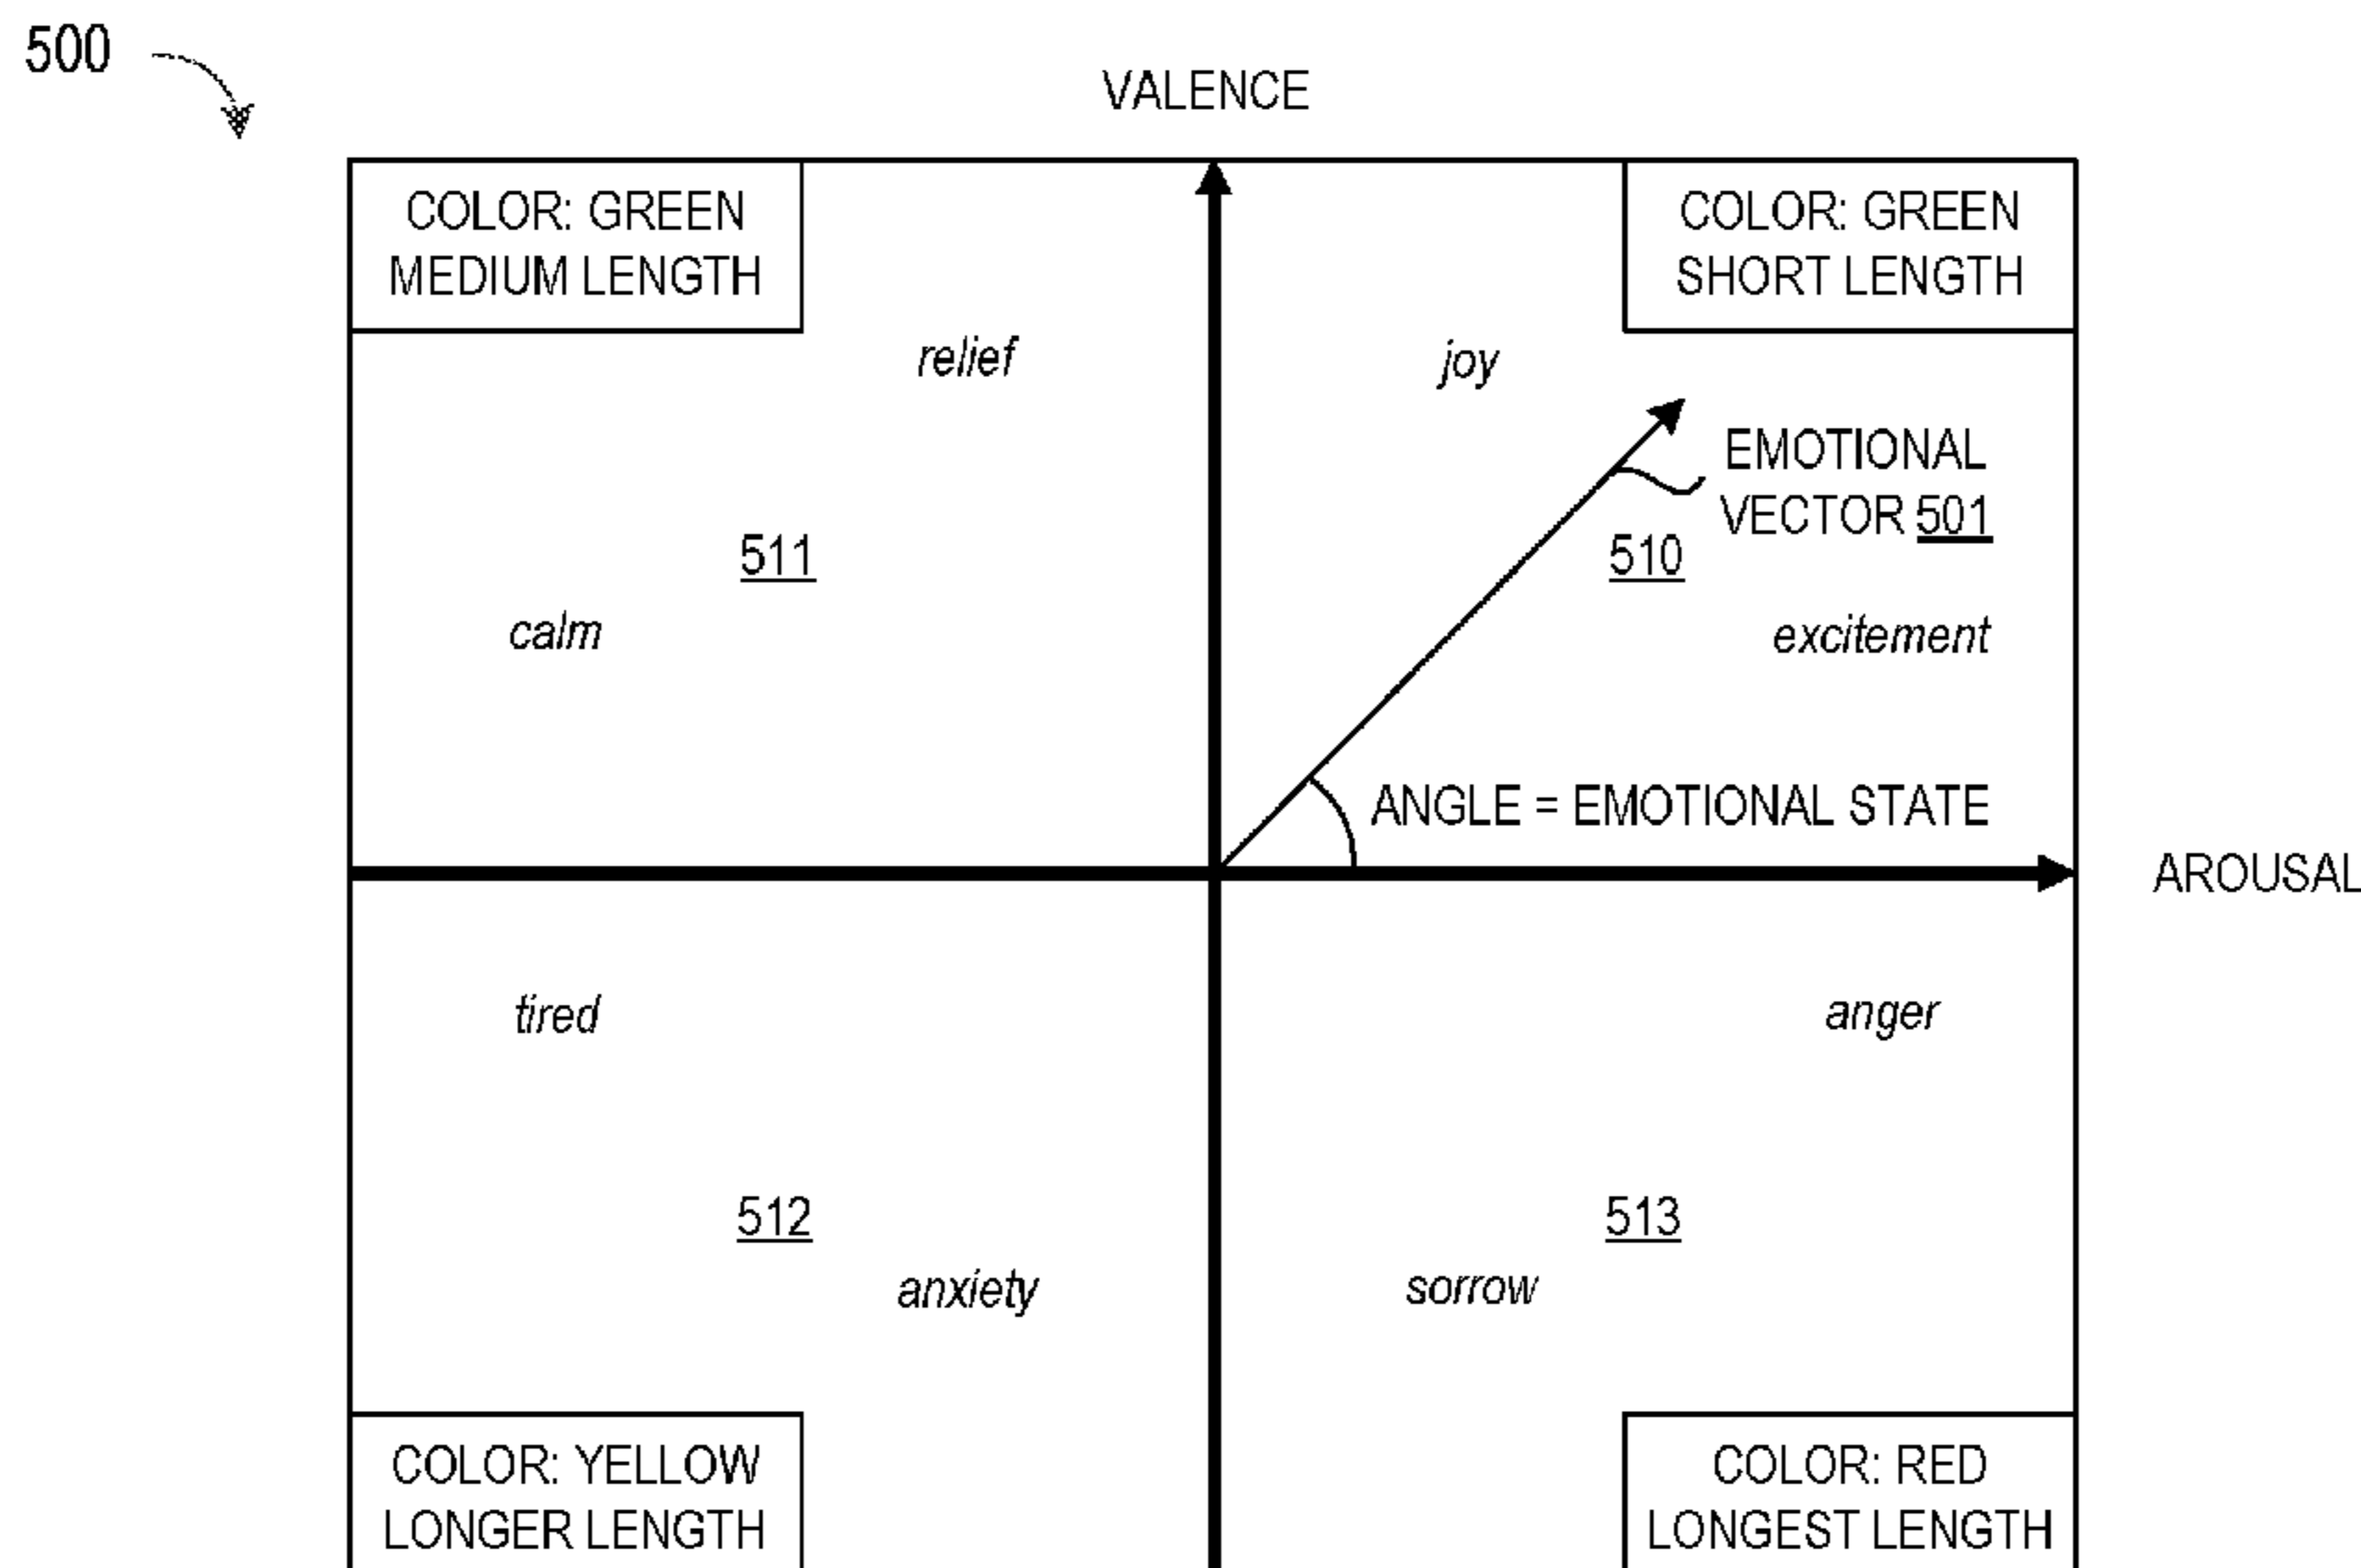 500
VALENCE
COLOR: GREEN
MEDIUM LENGTH
COLOR: GREEN
SHORT LENGTH
relief
joy
EMOTIONAL
VECTOR 501
511
510
calm
excitement
ANGLE = EMOTIONAL STATE
AROUSAL
tired
anger
512
513
anxiety
sorrow
COLOR: YELLOW
LONGER LENGTH
COLOR: RED
LONGEST LENGTH